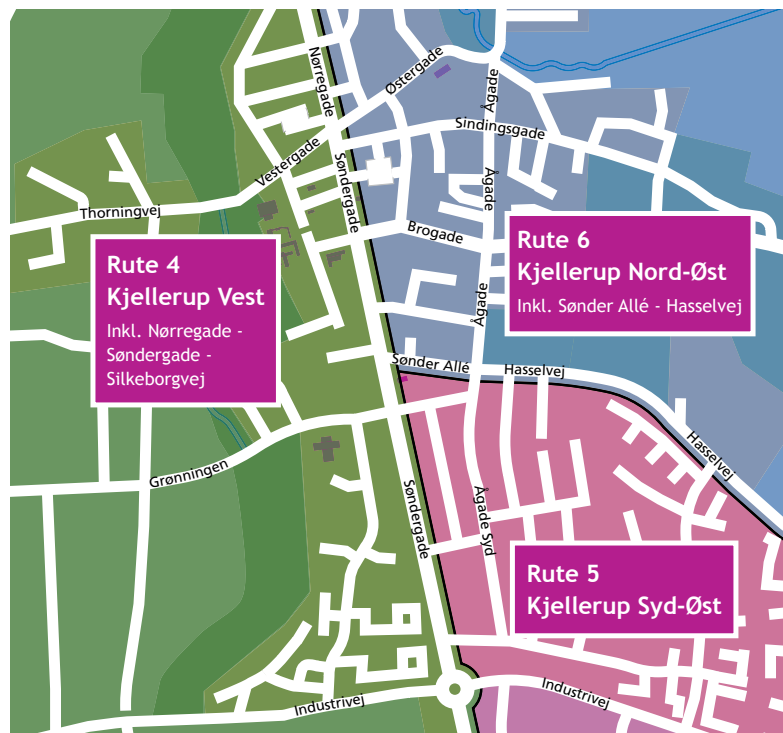 Nørregade
Østergade
Ågade
Sindingsgade
Vestergade
Søndergade
Ågade
Thorningvej
Brogade
Rute 4
Kjellerup Vest
Inkl. Nørregade -
Søndergade -
Silkeborgvej
Rute 6
Kjellerup Nord-Øst
Inkl. Sønder Allé - Hasselvej
Ågade
Sønder Allé
Hasselvej
Hasselvej
Grønningen
Søndergade
Ågade Syd
Rute 5
Kjellerup Syd-Øst
Industrivej
Industrivej